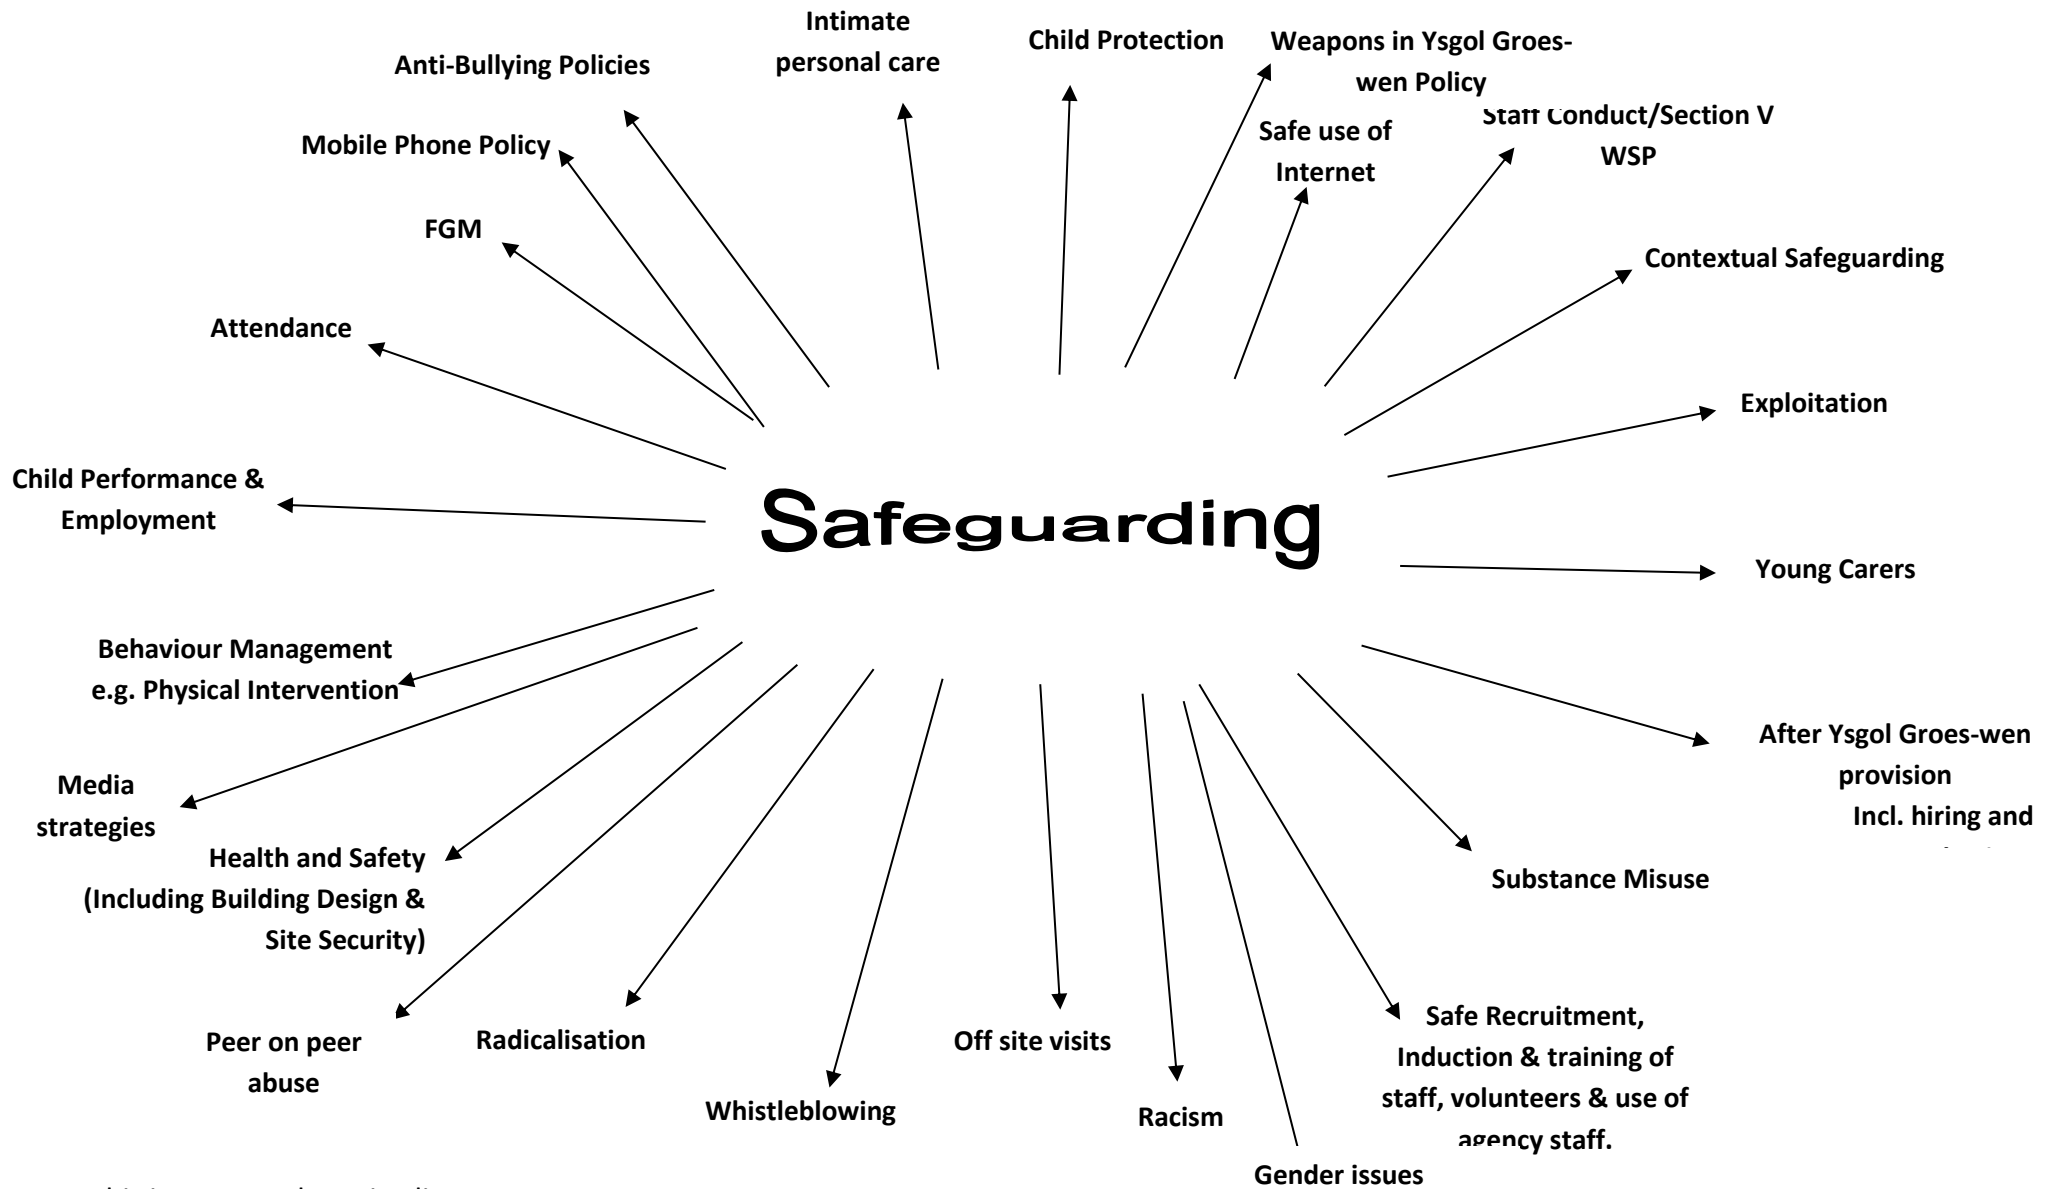 Intimate
personal care
Child Protection
Weapons in Ysgol Groes-
wen Policy
Anti-Bullying Policies
Mobile Phone Policy
Safe use of
Internet
Staff Conduct/Section V
WSP
FGM
Contextual Safeguarding
Attendance
Exploitation
Child Performance &
Employment
Safeguarding
Young Carers
Behaviour Management
e.g. Physical Intervention
After Ysgol Groes-wen
provision
Incl. hiring and
Media
strategies
Health and Safety
(Including Building Design &
Site Security)
Substance Misuse
Peer on peer
abuse
Radicalisation
Whistleblowing
Off site visits
Racism
Safe Recruitment,
Induction & training of
staff, volunteers & use of
agency staff.
Gender issues